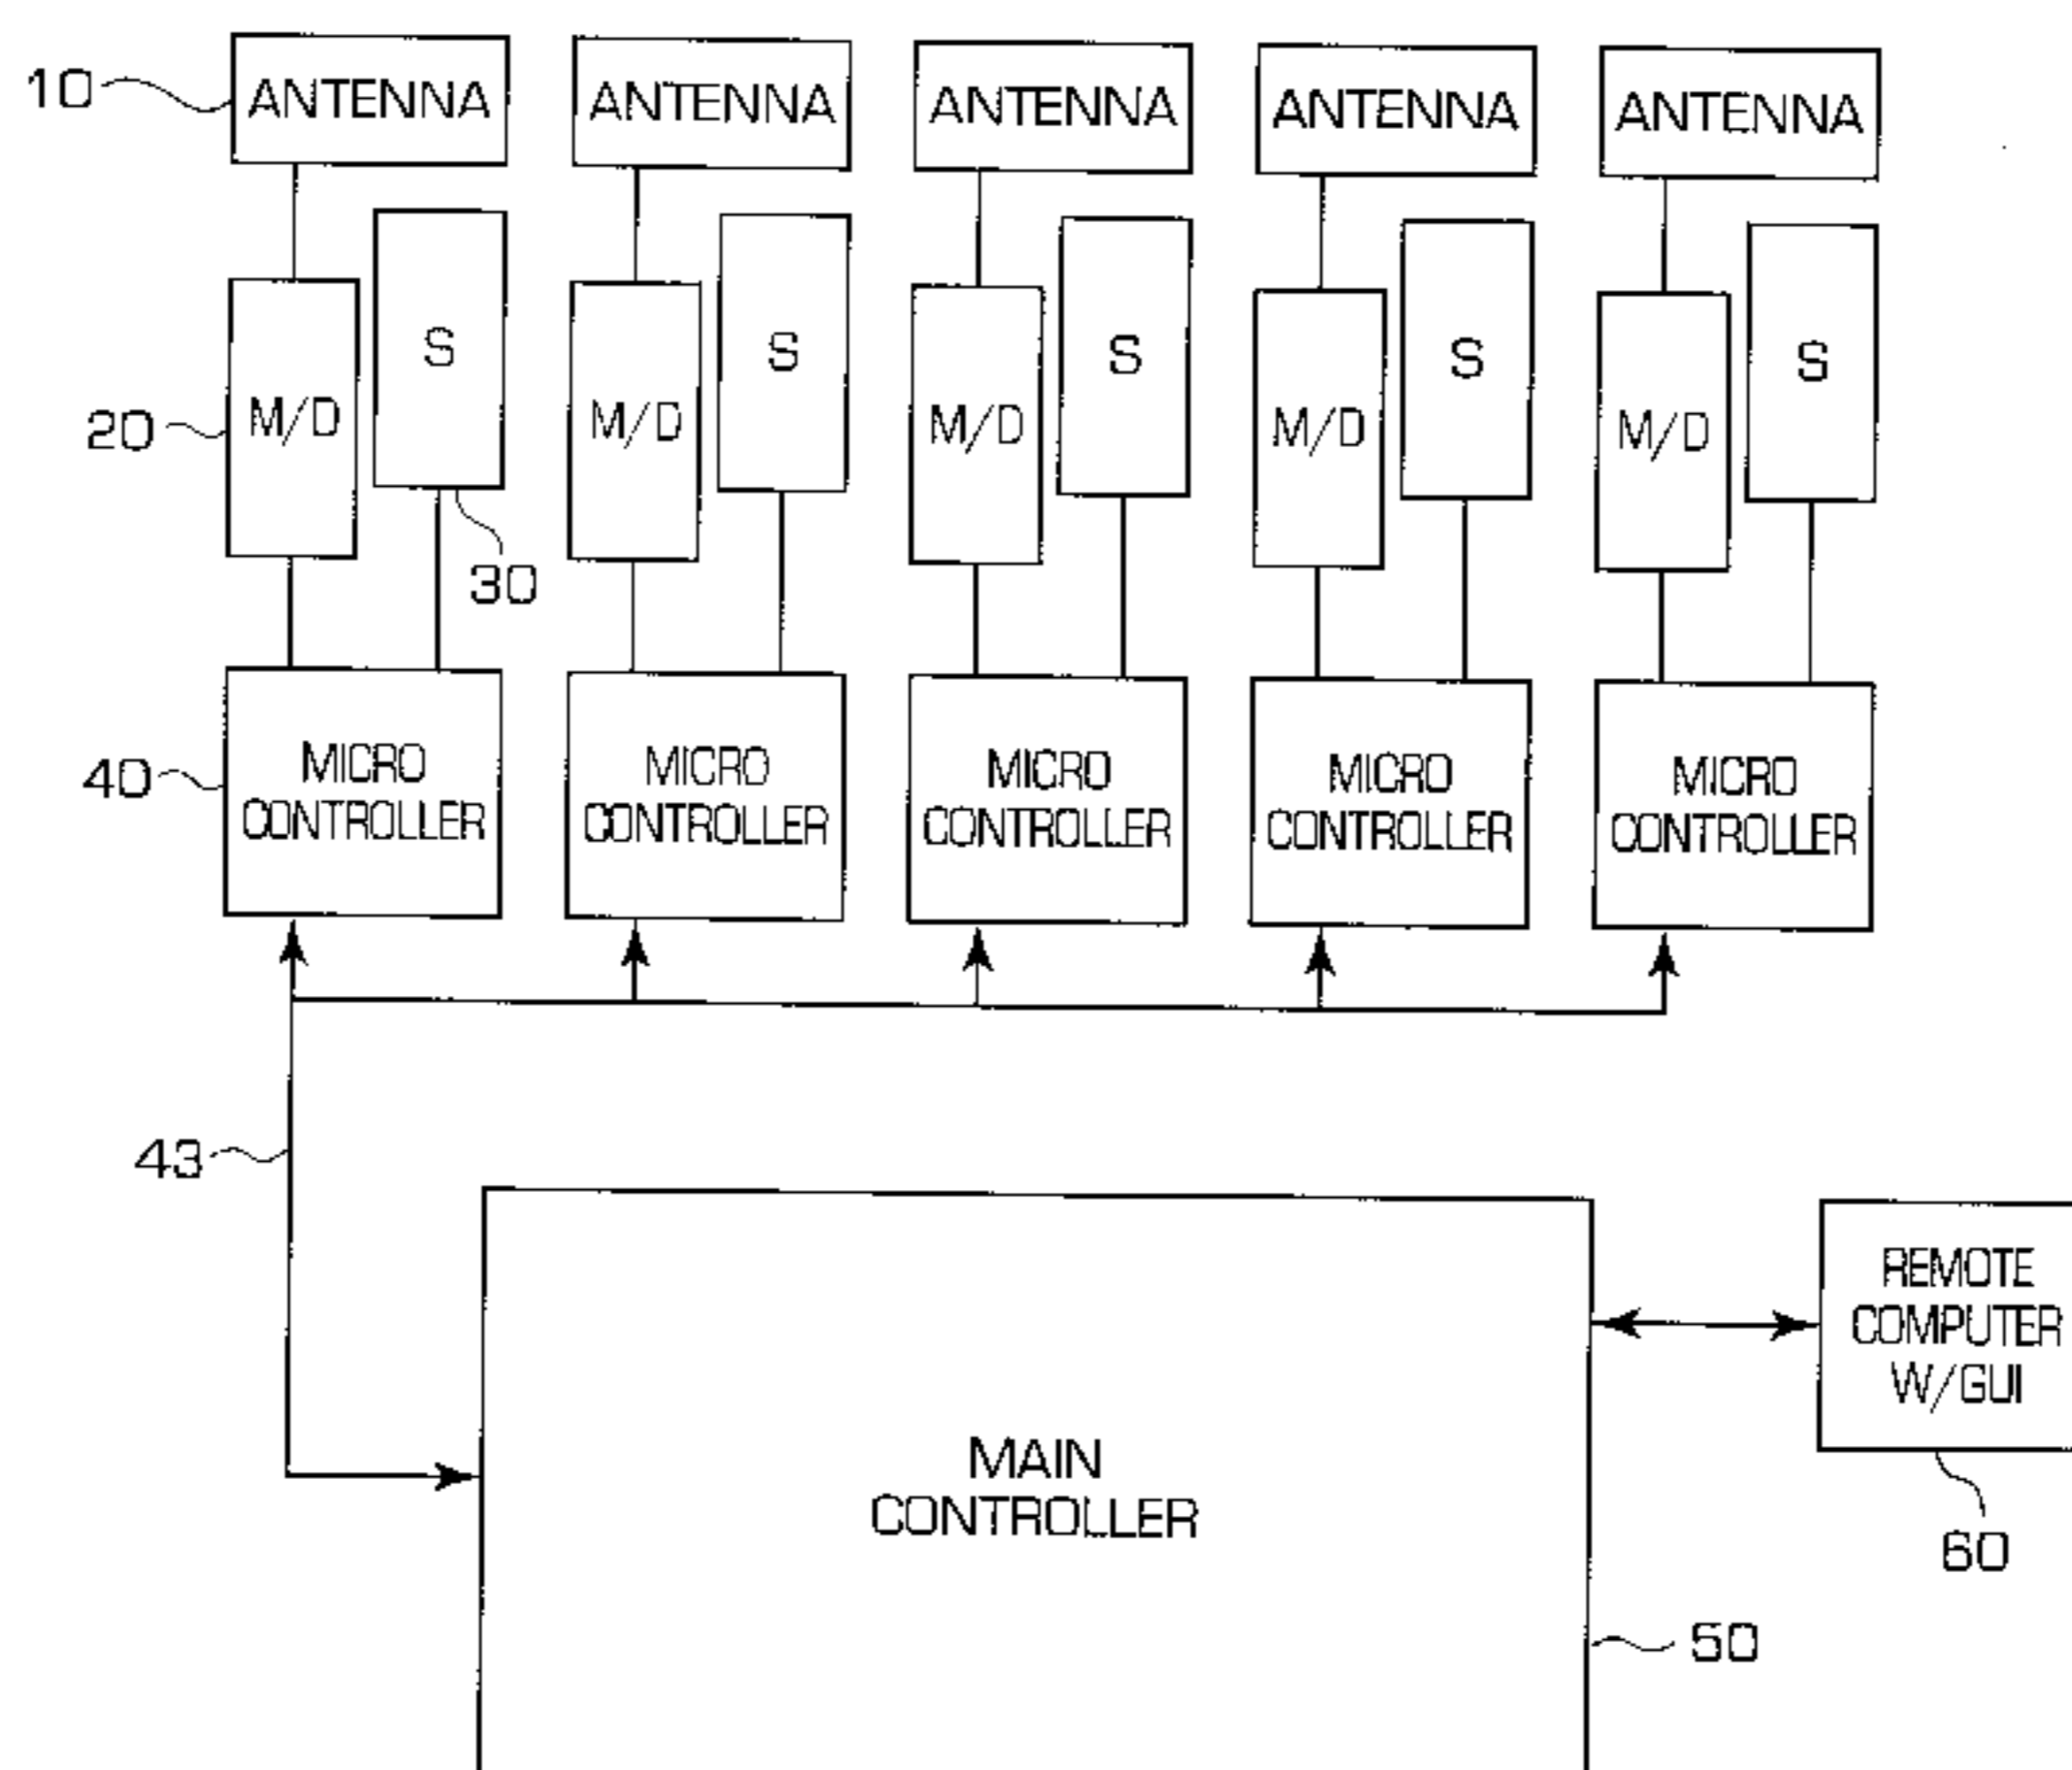 10 ANTENNA ANTENNA ANTENNA ANTENNA ANTENNA
S S S S S
20 M/D M/D M/D M/D M/D
30
40 MICRO CONTROLLER
MICRO CONTROLLER
MICRO CONTROLLER
MICRO CONTROLLER
MICRO CONTROLLER
43
REMOTE
COMPUTER
W/GUI
MAIN
CONTROLLER
60
50